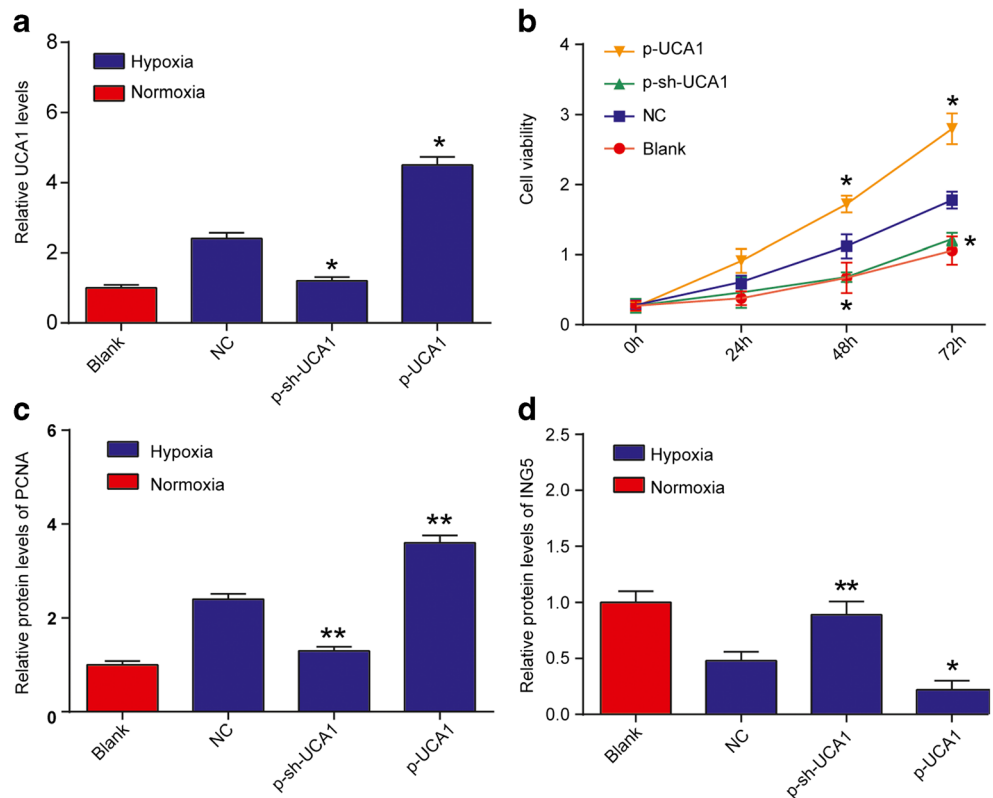 a
Relative UCA1 levels
8
6
4
2
0
Hypoxia
Normoxia
*
*
Blank
NC
p-sh-UCA1
p-UCA1
b
Cell viability
4
3
2
1
0
p-UCA1
p-sh-UCA1
NC
Blank
*
*
*
*
0h
24h
48h
72h
c
Relative protein levels of PCNA
6
4
2
0
Hypoxia
Normoxia
**
**
Blank
NC
p-sh-UCA1
p-UCA1
d
Relative protein levels of ING5
2.5
2.0
1.5
1.0
0.5
0.0
Hypoxia
Normoxia
**
*
Blank
NC
p-sh-UCA1
p-UCA1